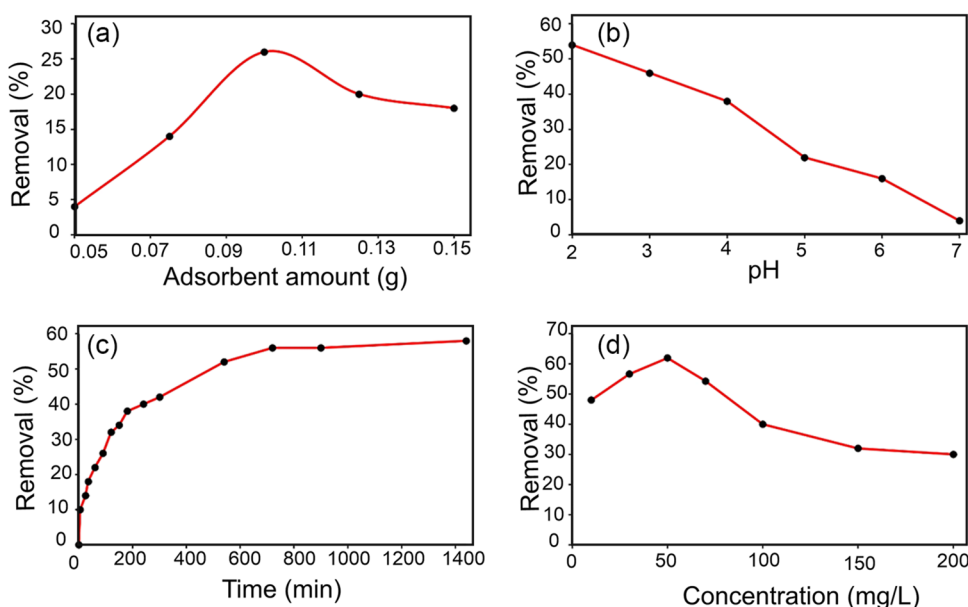 (a)
Removal (%)
30
25
20
15
10
5
0
0.05 0.07 0.09 0.11 0.13 0.15
Adsorbent amount (g)
(b)
Removal (%)
60
50
40
30
20
10
0
2 3 4 5 6 7
pH
(c)
Removal (%)
60
50
40
30
20
10
0
0 200 400 600 800 1000 1200 1400
Time (min)
(d)
Removal (%)
70
60
50
40
30
20
10
0
0 50 100 150 200
Concentration (mg/L)